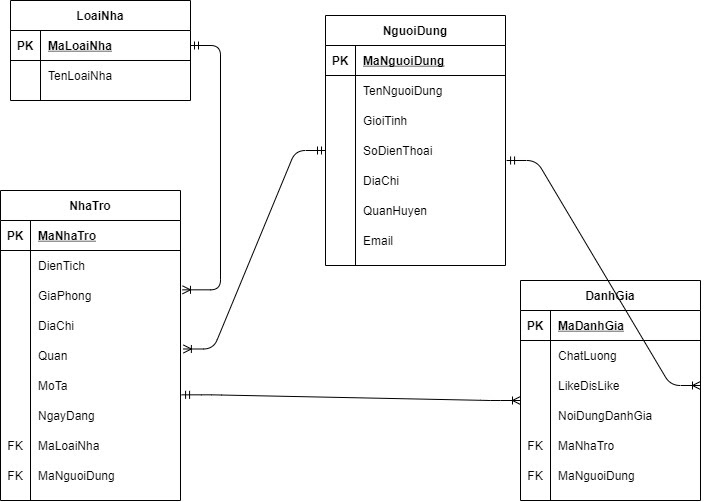 LoaiNha
PK MaLoaiNha
TenLoaiNha
NguoiDung
PK MaNguoiDung
TenNguoiDung
GioiTinh
SoDienThoai
DiaChi
QuanHuyen
Email
NhaTro
PK MaNhaTro
DienTich
GiaPhong
DiaChi
Quan
MoTa
NgayDang
FK MaLoaiNha
FK MaNguoiDung
DanhGia
PK MaDanhGia
ChatLuong
LikeDisLike
NoiDungDanhGia
FK MaNhaTro
FK MaNguoiDung